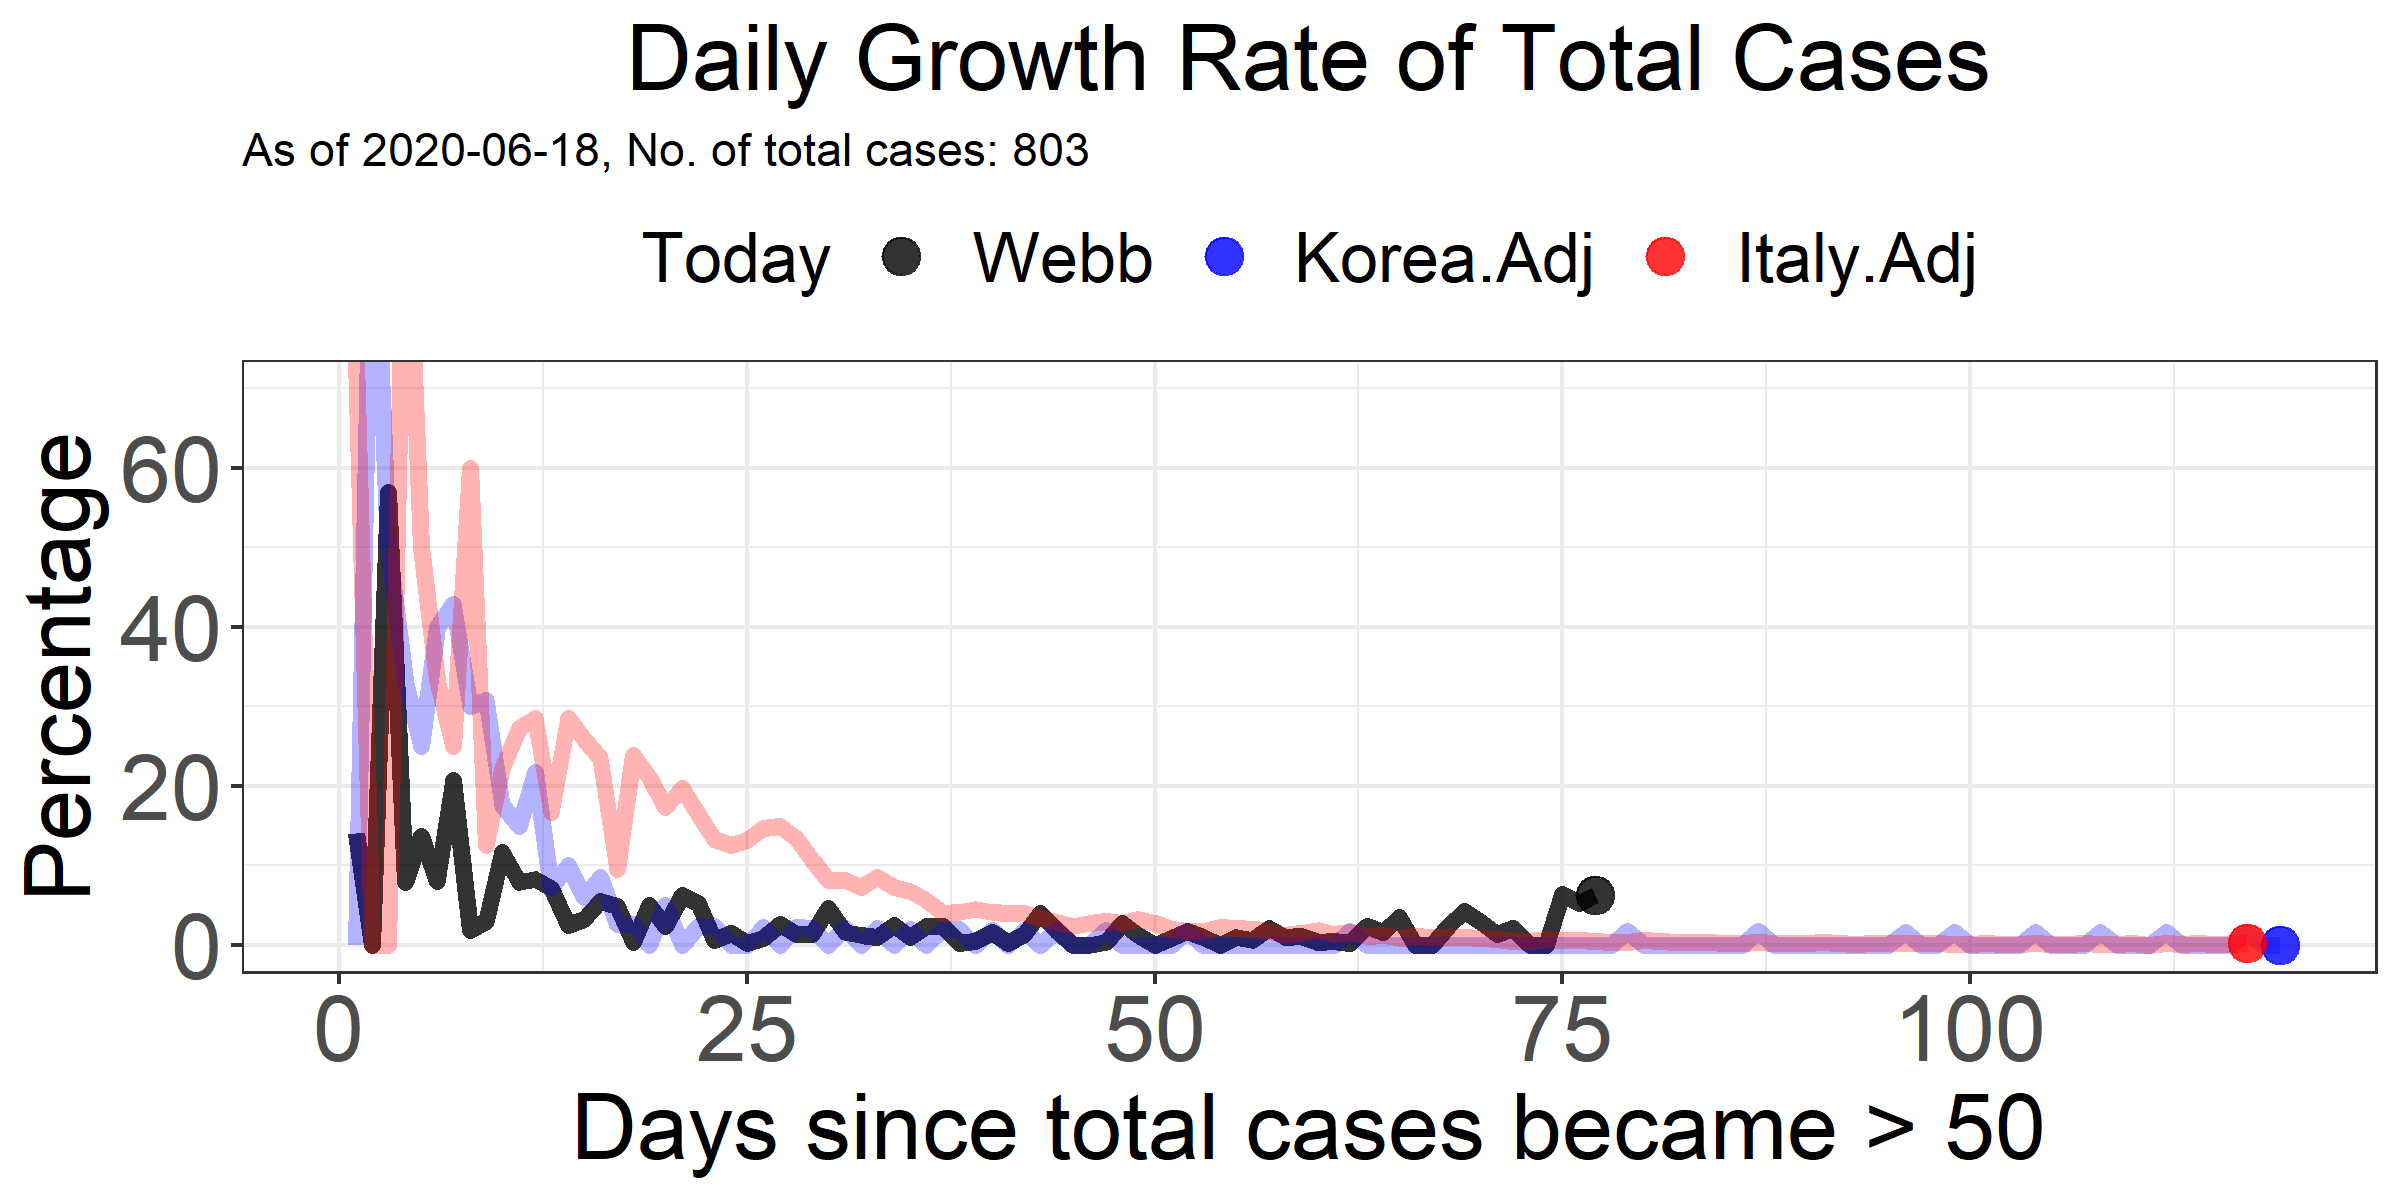 Daily Growth Rate of Total Cases
As of 2020-06-18, No. of total cases: 803
Today Webb Korea.Adj Italy.Adj
Percentage
60
40
20
0
0 25 50 75 100
Days since total cases became > 50